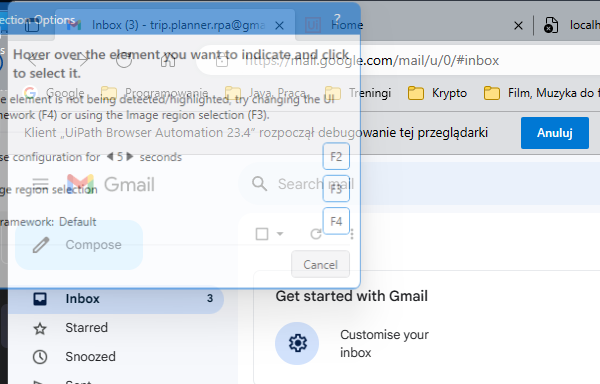 ection Options
?
Inbox (3) - trip.planner.rpa@gma
Home
localh
Hover over the element you want to indicate and click
to select it.
https://mail.google.com/mail/u/0/#inbox
Google
Programowanie
Java, Praca,
Treningi
Krypto
Film, Muzyka do f
e element is not being detected/highlighted, try changing the UI
mework (F4) or using the Image region selection (F3).
Klient „UiPath Browser Automation 23.4” rozpoczął debugowanie tej przeglądarki
Anuluj
se configuration for
5
seconds
F2
Gmail
Search mail
ge region selection
F3
ramework: Default
F4
Compose
Cancel
Inbox
3
Get started with Gmail
Starred
Customise your
inbox
Snoozed